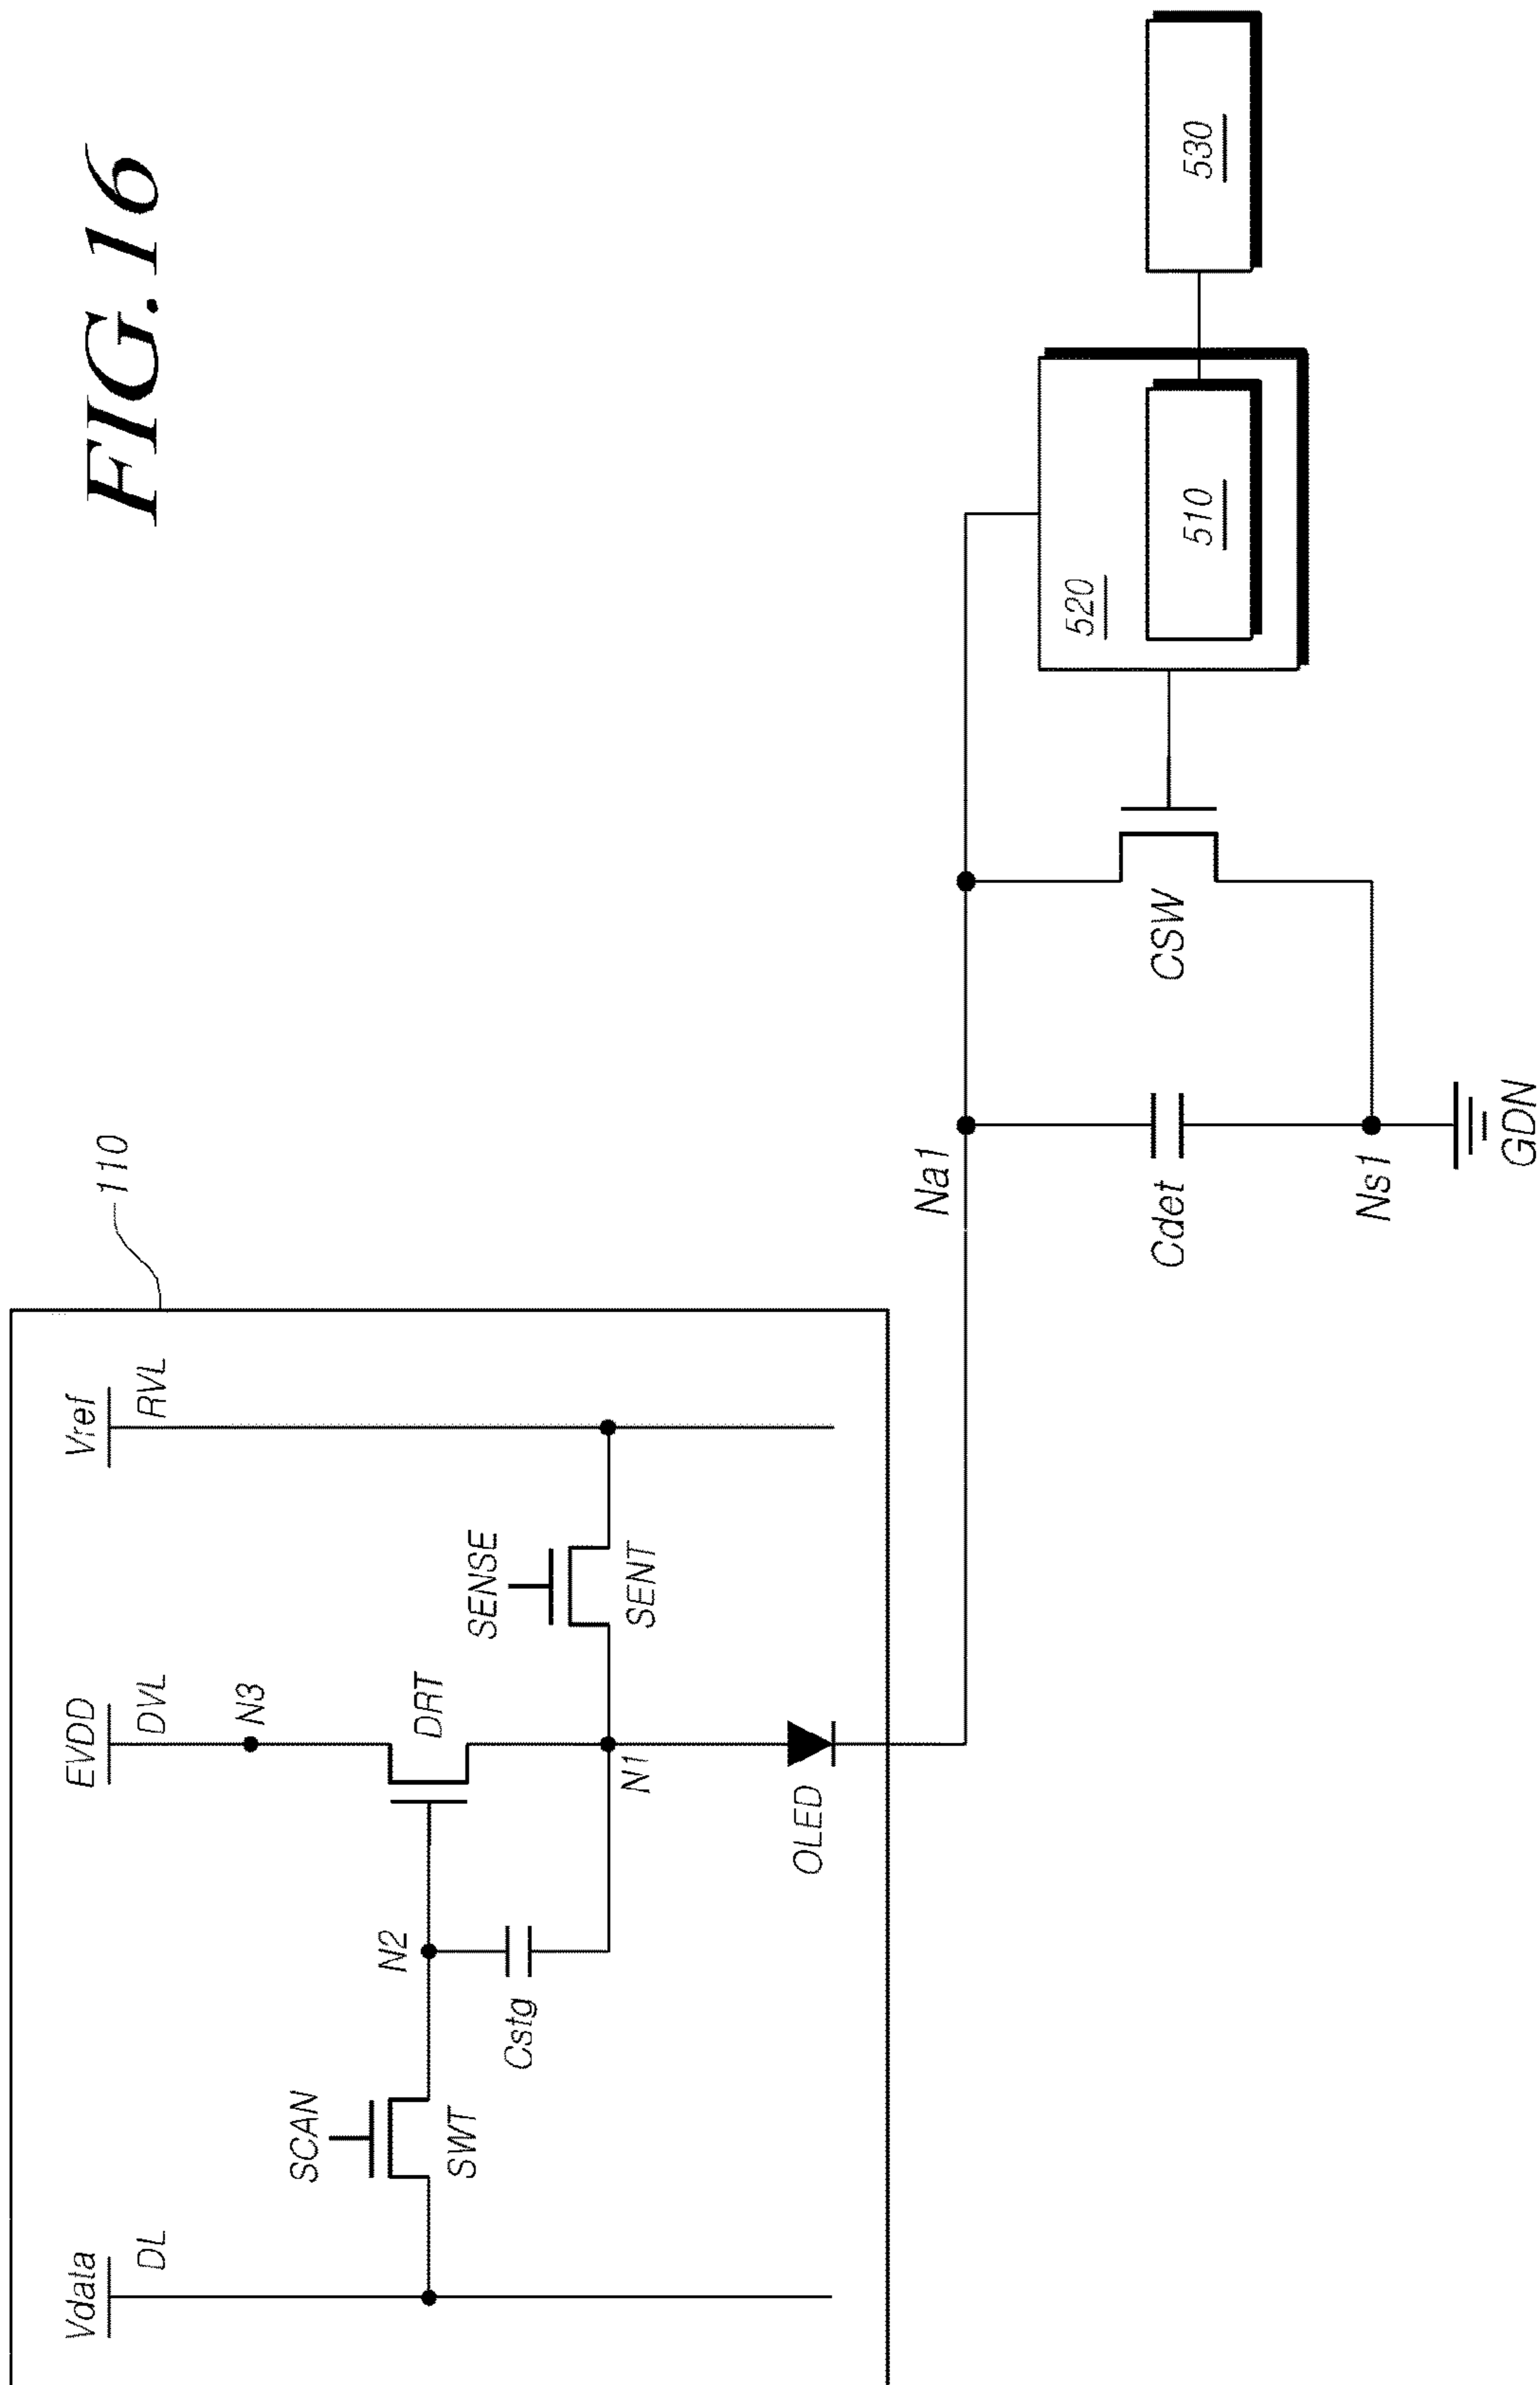 FIG.16
110
Vdata
DL
EVDD
DVL
Vref
RVL
N3
SCAN
SWT
N2
DRT
SENSE
SENT
Cstg
N1
OLED
Na1
Cdet
CSW
Ns1
GDN
520
510
530